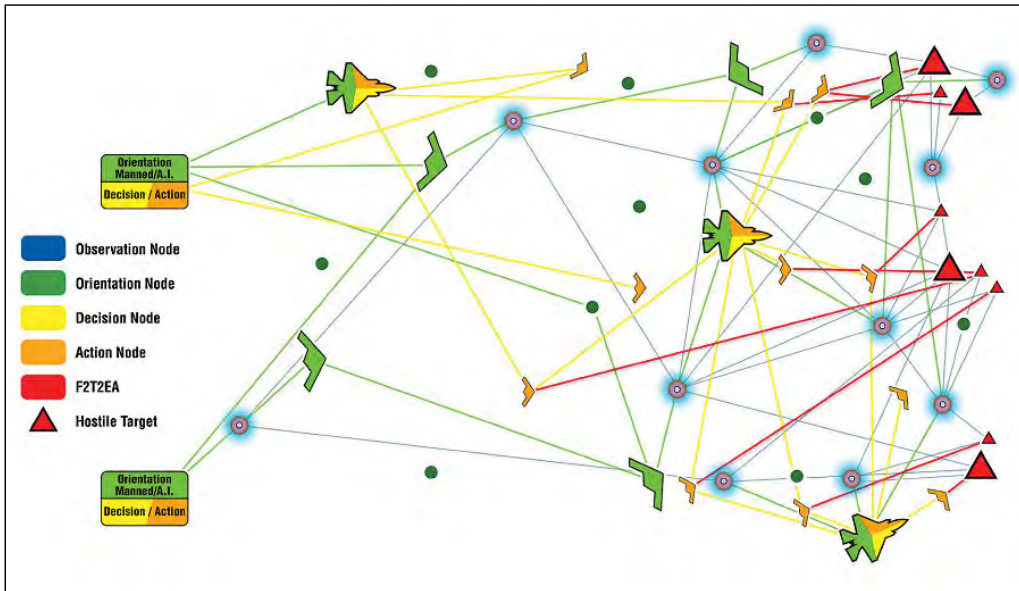 Orientation
Manned/A.I.
Decision / Action
Observation Node
Orientation Node
Decision Node
Action Node
F2T2EA
Hostile Target
Orientation
Manned/A.I.
Decision / Action